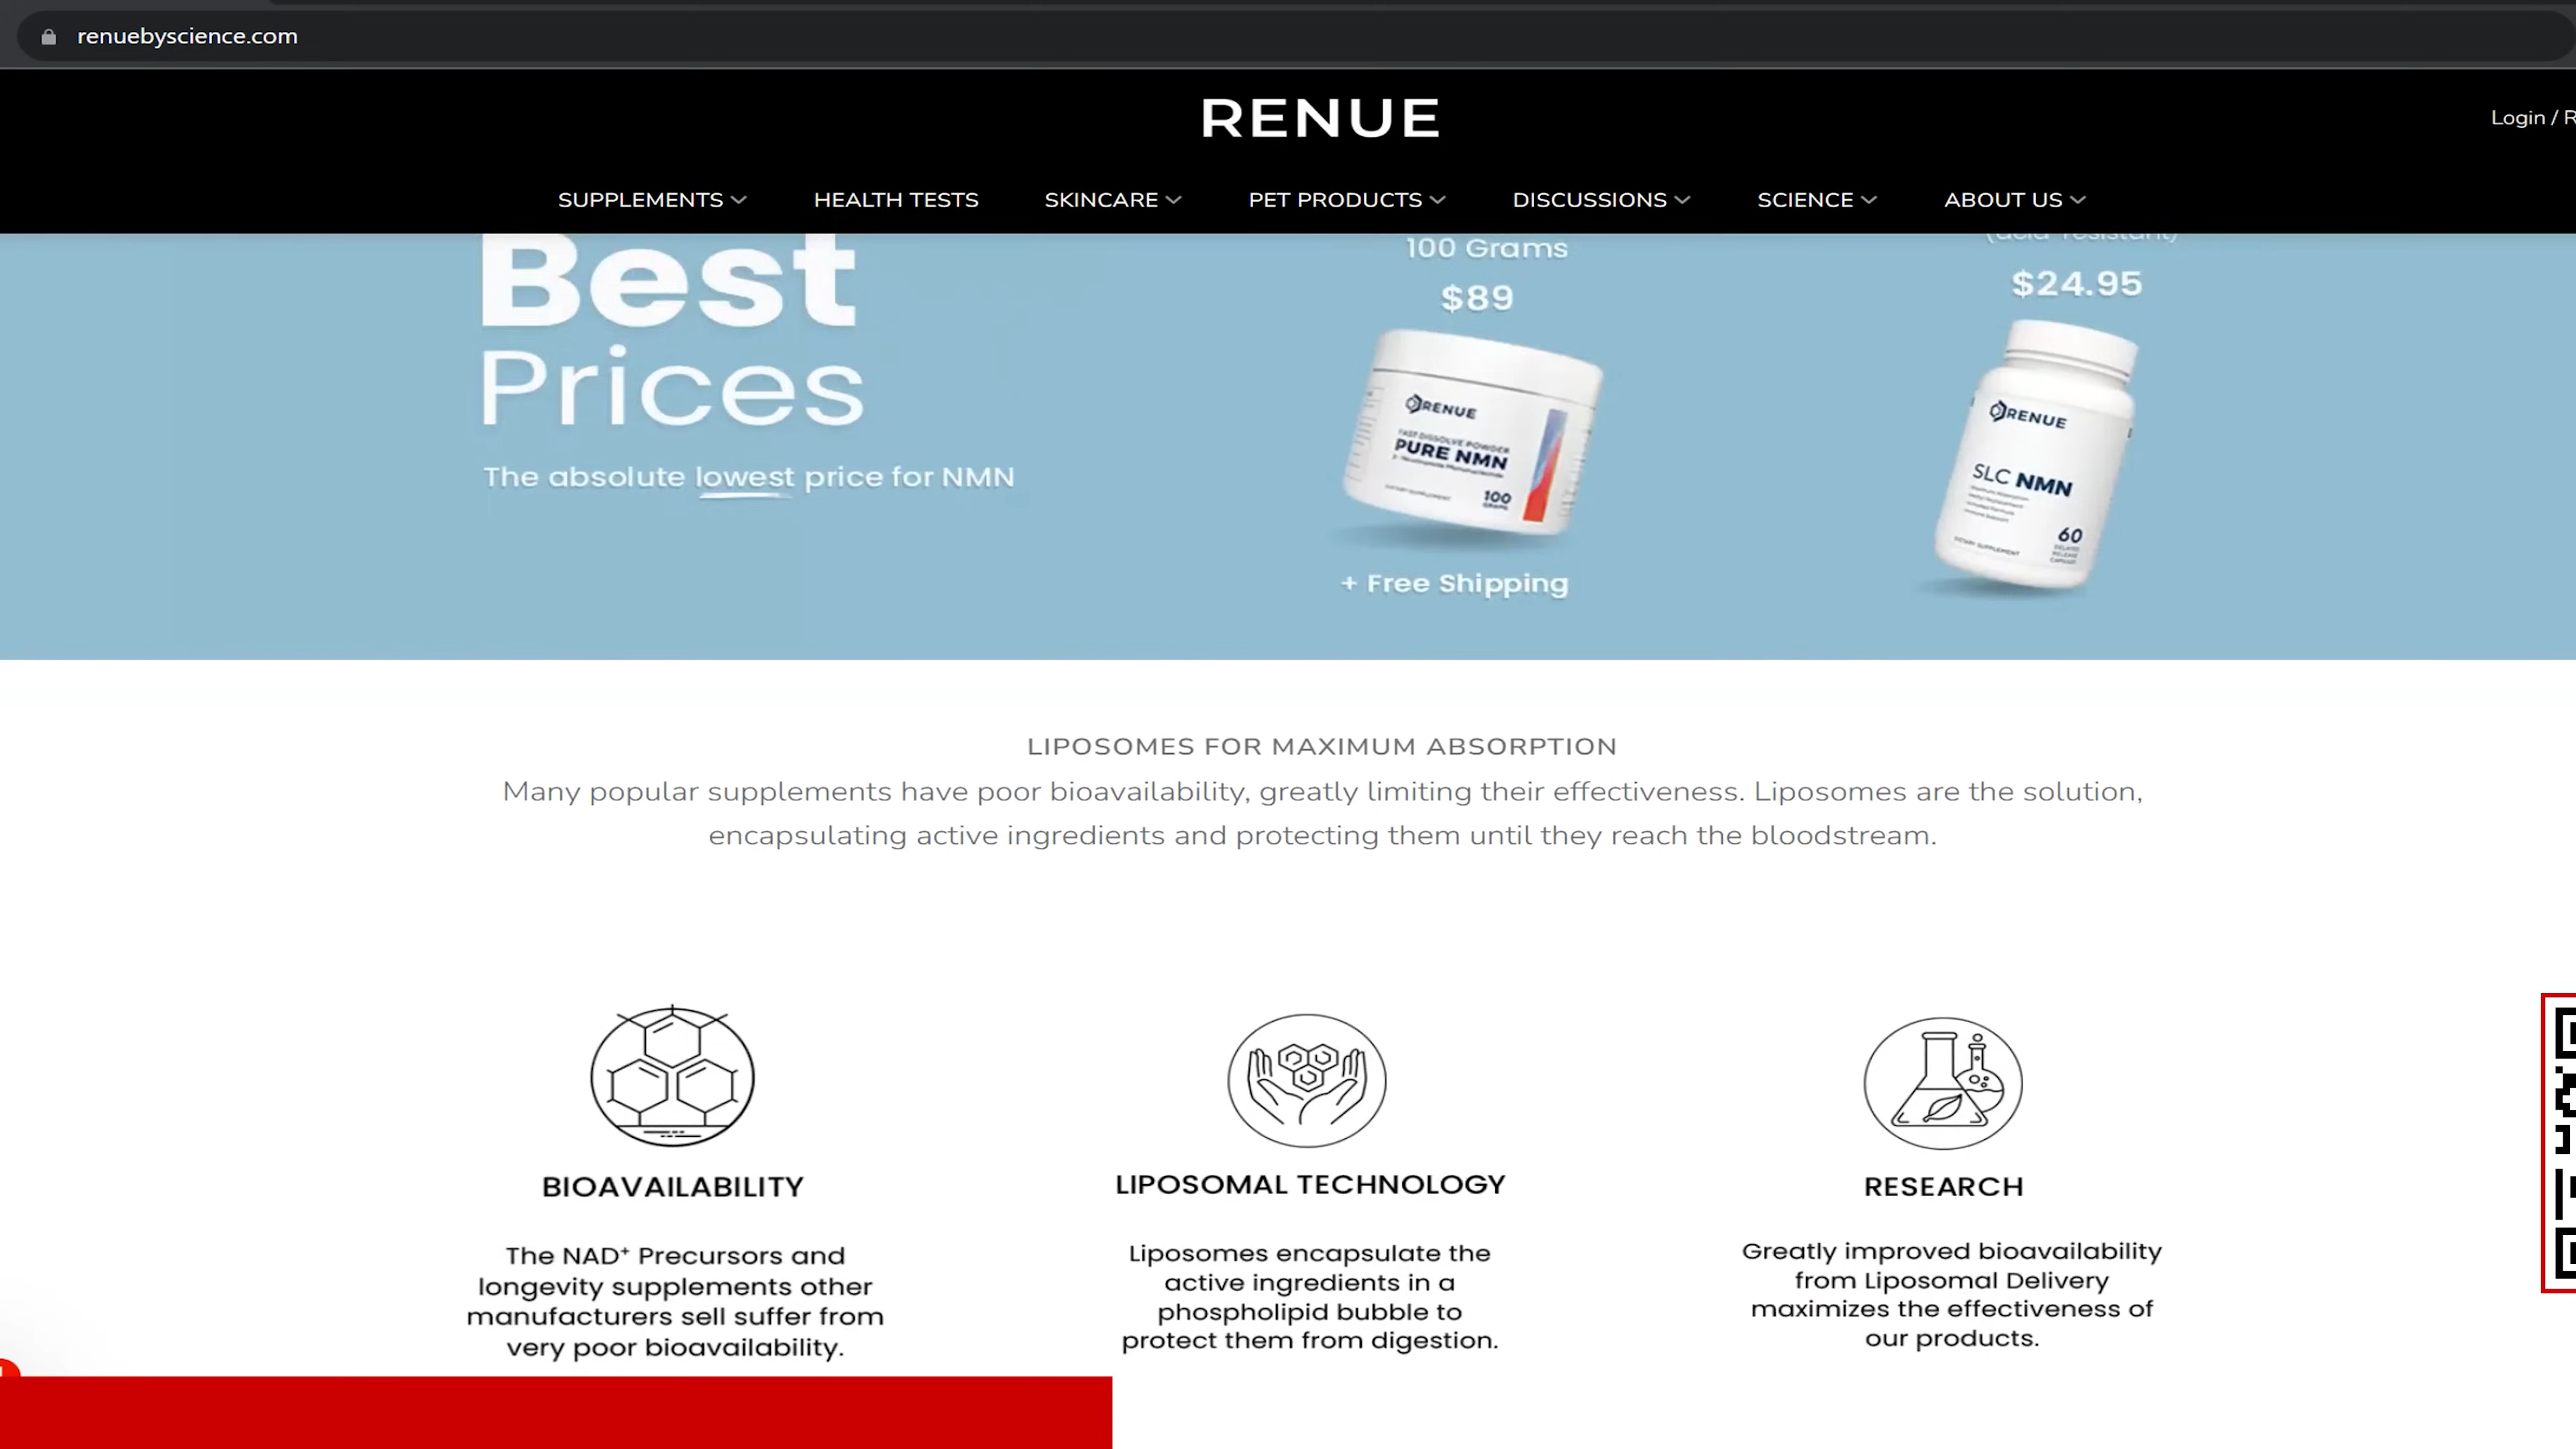 renuebyscience.com
RENUE
Login / R
SUPPLEMENTS
HEALTH TESTS
SKINCARE
PET PRODUCTS
DISCUSSIONS
SCIENCE
ABOUT US
Best
Prices
The absolute lowest price for NMN
100 Grams
$89
RENUE
FAST DISSOLVE POWDER
PURE NMN
100
GRAMS
+ Free Shipping
(acid-resistant)
$24.95
RENUE
SLC NMN
60
DIETARY SUPPLEMENT
LIPOSOMES FOR MAXIMUM ABSORPTION
Many popular supplements have poor bioavailability, greatly limiting their effectiveness. Liposomes are the solution,
encapsulating active ingredients and protecting them until they reach the bloodstream.
BIOAVAILABILITY
The NAD⁺ Precursors and
longevity supplements other
manufacturers sell suffer from
very poor bioavailability.
LIPOSOMAL TECHNOLOGY
Liposomes encapsulate the
active ingredients in a
phospholipid bubble to
protect them from digestion.
RESEARCH
Greatly improved bioavailability
from Liposomal Delivery
maximizes the effectiveness of
our products.